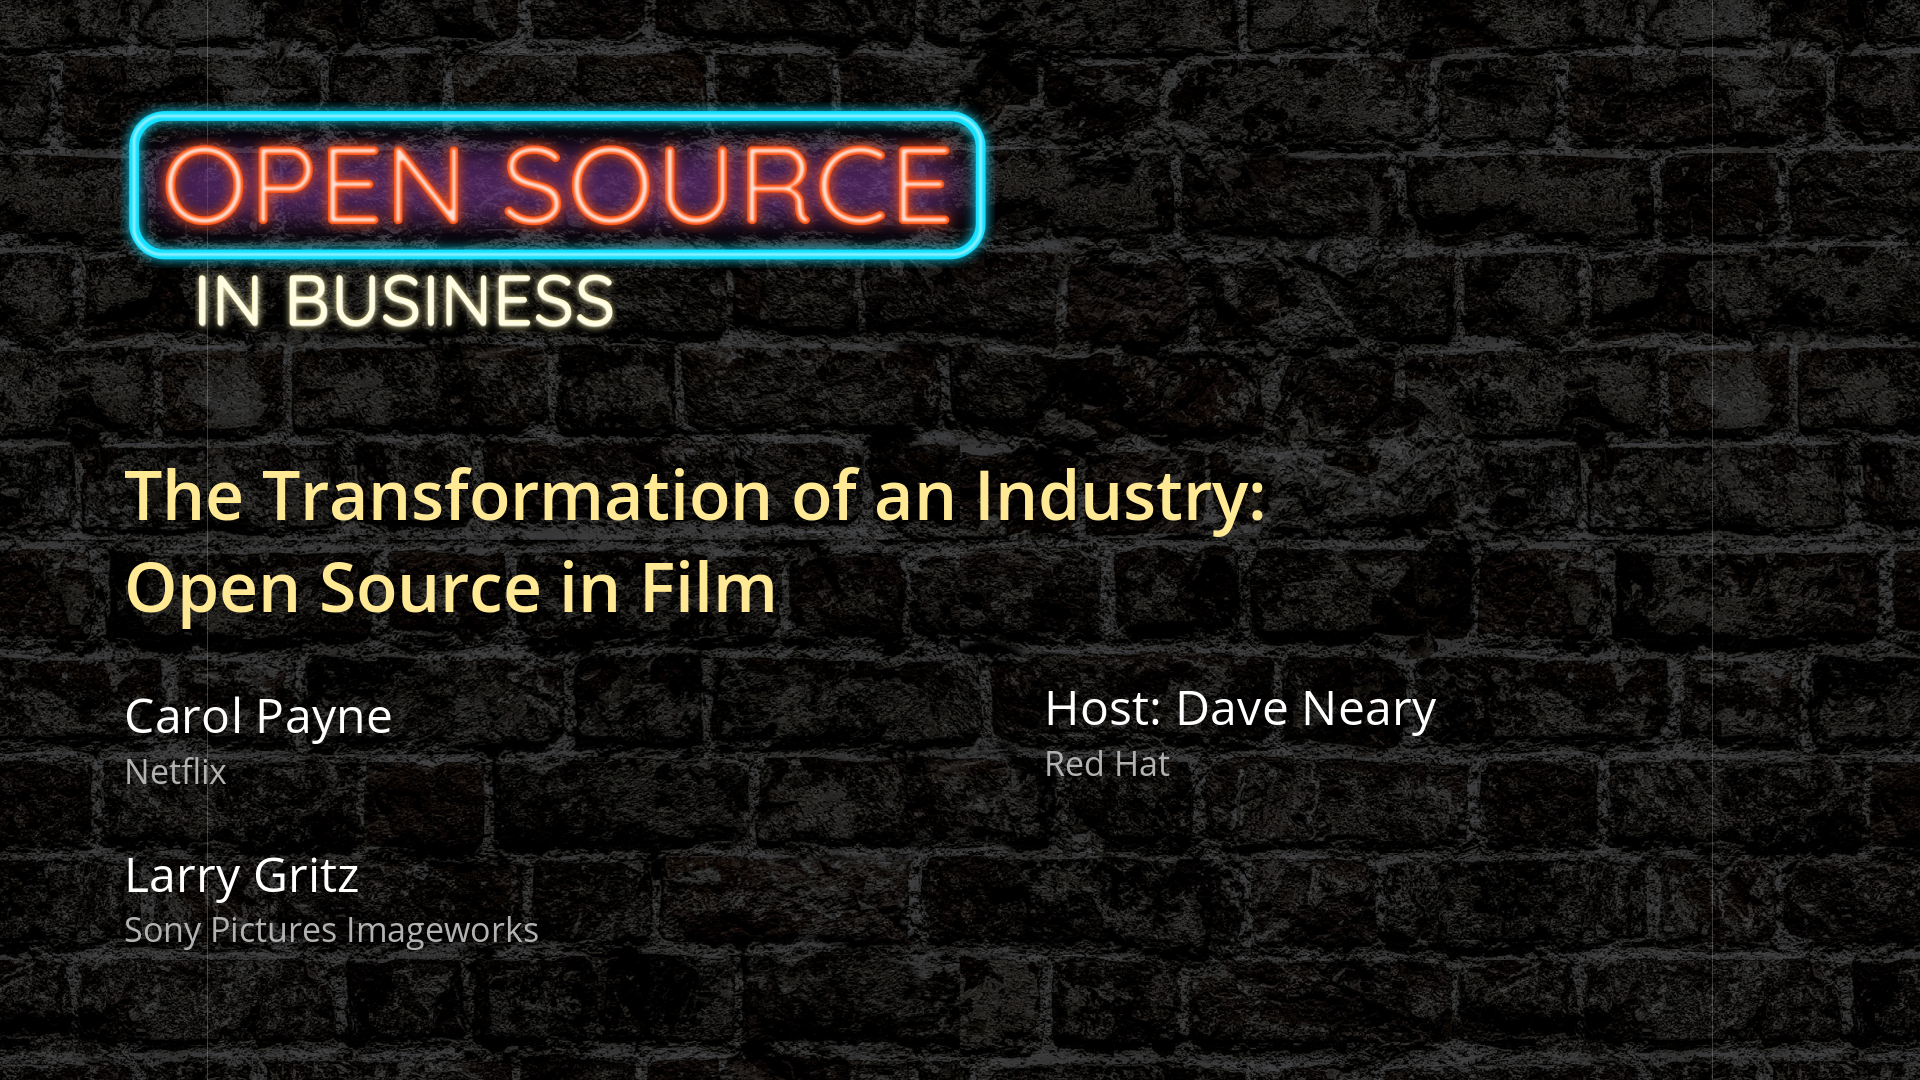 OPEN SOURCE
IN BUSINESS
The Transformation of an Industry:
Open Source in Film
Carol Payne
Netflix
Larry Gritz
Sony Pictures Imageworks
Host: Dave Neary
Red Hat